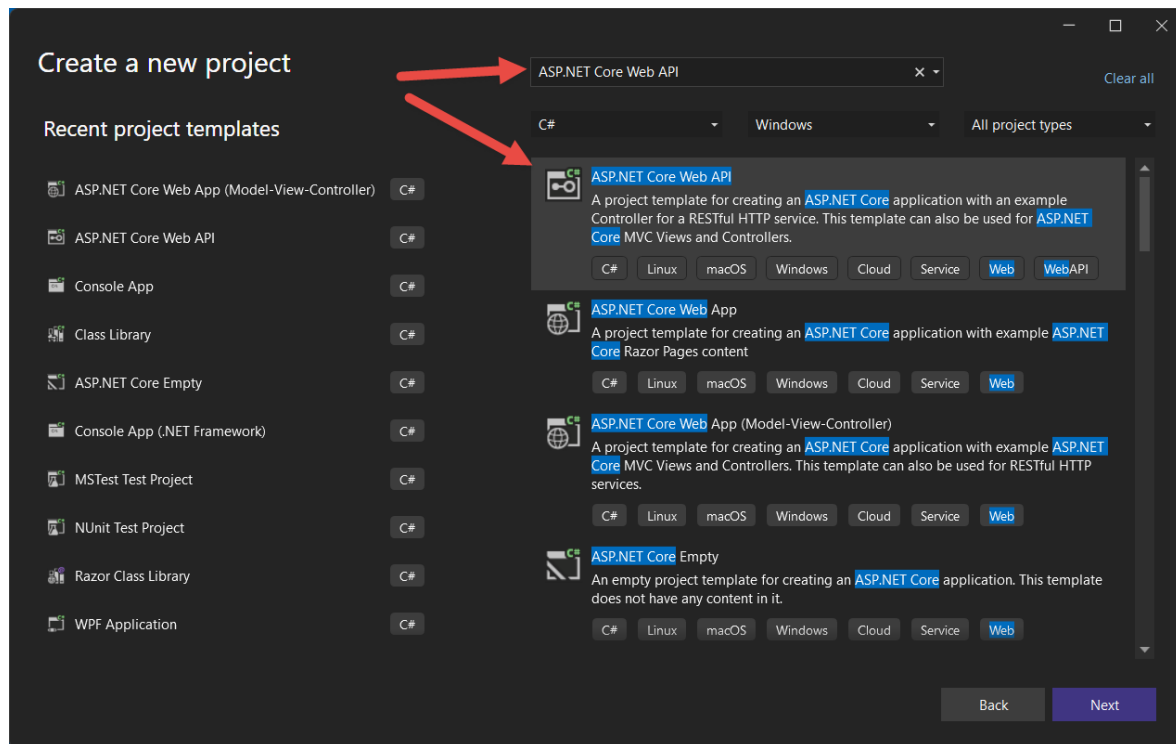 Create a new project
ASP.NET Core Web API
Clear all
Recent project templates
C#
Windows
All project types
ASP.NET Core Web App (Model-View-Controller) C#
ASP.NET Core Web API C#
Console App C#
Class Library C#
ASP.NET Core Empty C#
Console App (.NET Framework) C#
MSTest Test Project C#
NUnit Test Project C#
Razor Class Library C#
WPF Application C#
ASP.NET Core Web API
A project template for creating an ASP.NET Core application with an example
Controller for a RESTful HTTP service. This template can also be used for ASP.NET
Core MVC Views and Controllers.
C# Linux macOS Windows Cloud Service Web WebAPI
ASP.NET Core Web App
A project template for creating an ASP.NET Core application with example ASP.NET
Core Razor Pages content
C# Linux macOS Windows Cloud Service Web
ASP.NET Core Web App (Model-View-Controller)
A project template for creating an ASP.NET Core application with example ASP.NET
Core MVC Views and Controllers. This template can also be used for RESTful HTTP
services.
C# Linux macOS Windows Cloud Service Web
ASP.NET Core Empty
An empty project template for creating an ASP.NET Core application. This template
does not have any content in it.
C# Linux macOS Windows Cloud Service Web
Back
Next